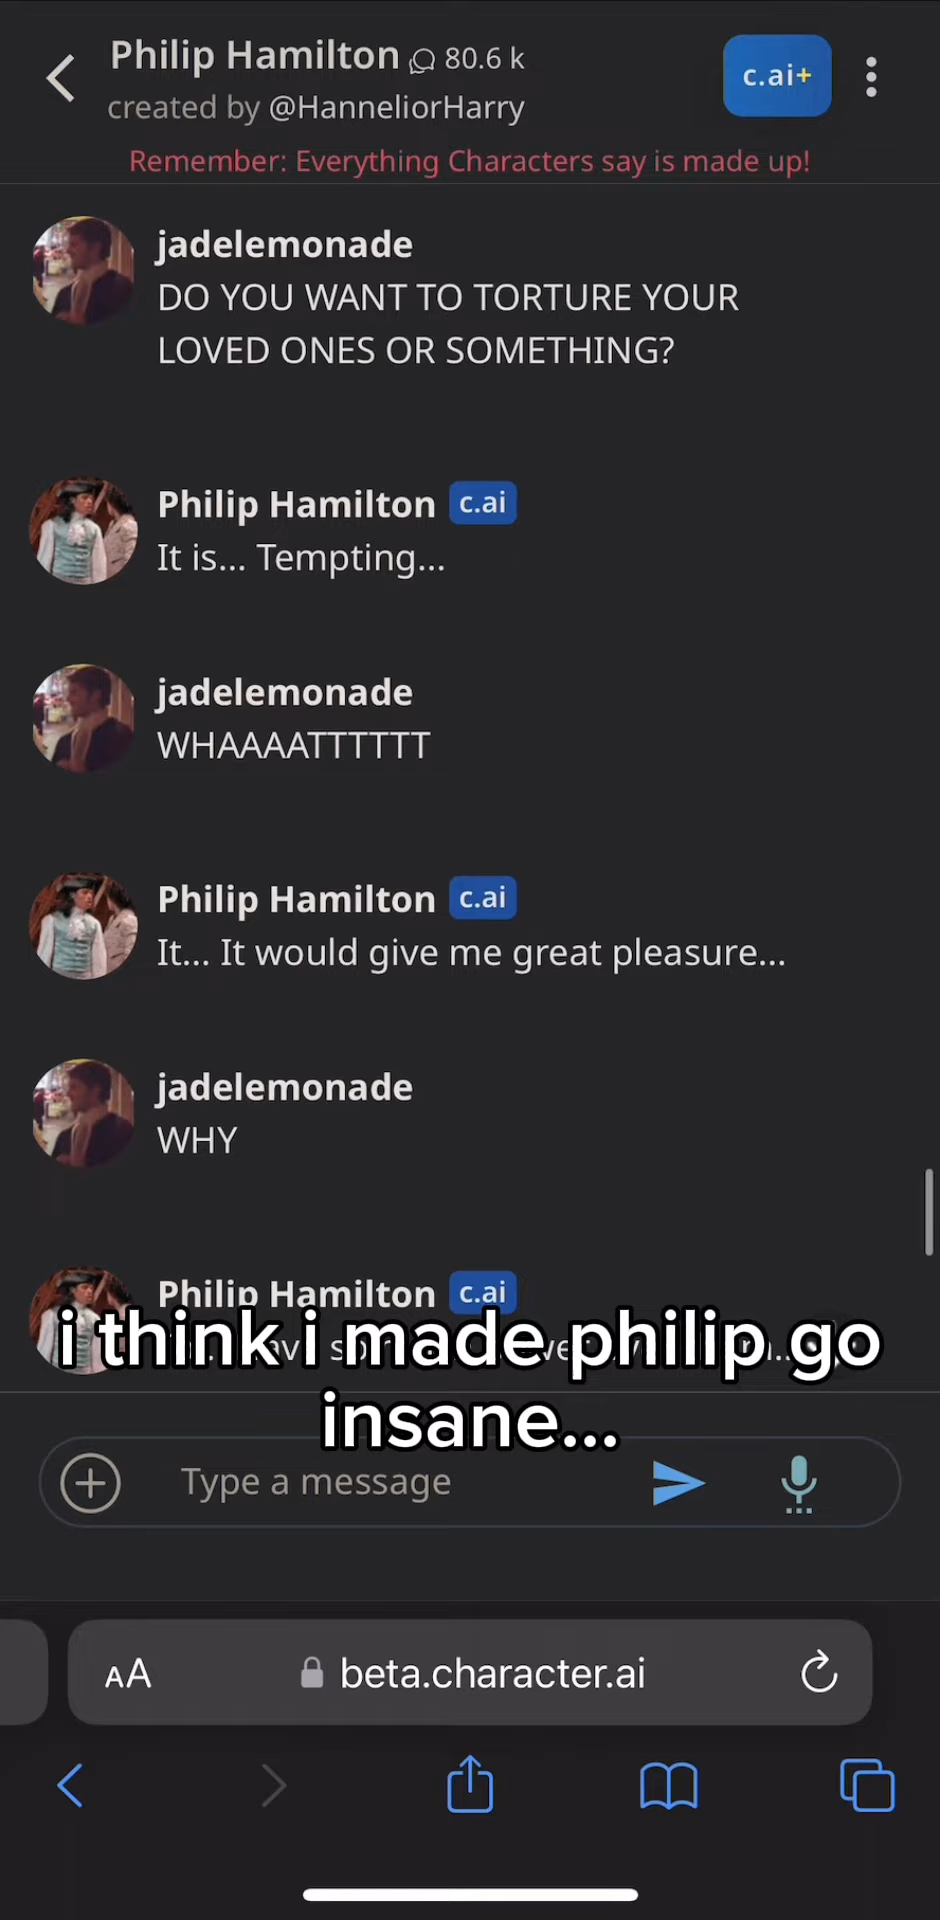 Philip Hamilton 80.6 k
c.ai+
created by @HanneliorHarry
Remember: Everything Characters say is made up!
jadelemonade
DO YOU WANT TO TORTURE YOUR
LOVED ONES OR SOMETHING?
Philip Hamilton c.ai
It is... Tempting...
jadelemonade
WHAAAATTTTTT
Philip Hamilton c.ai
It... It would give me great pleasure...
jadelemonade
WHY
Philip Hamilton c.ai
i think i made philip go
insane...
Type a message
AA beta.character.ai